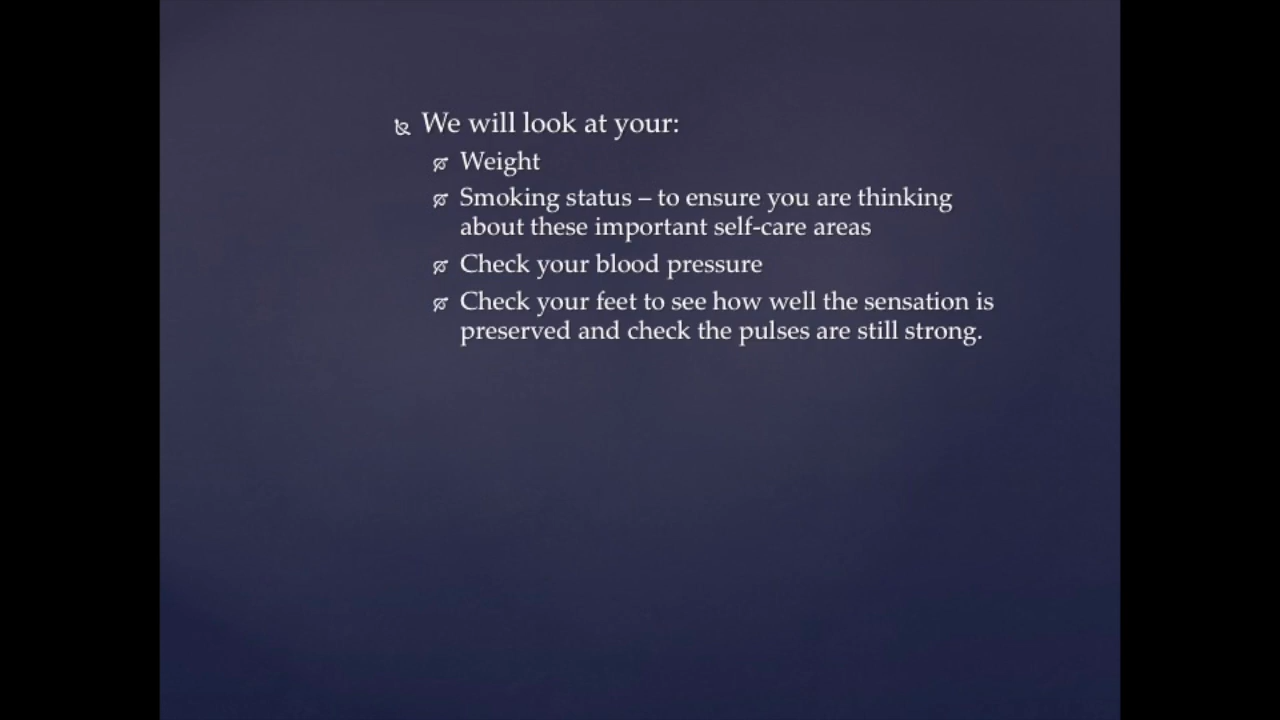 We will look at your:
Weight
Smoking status – to ensure you are thinking
about these important self-care areas
Check your blood pressure
Check your feet to see how well the sensation is
preserved and check the pulses are still strong.